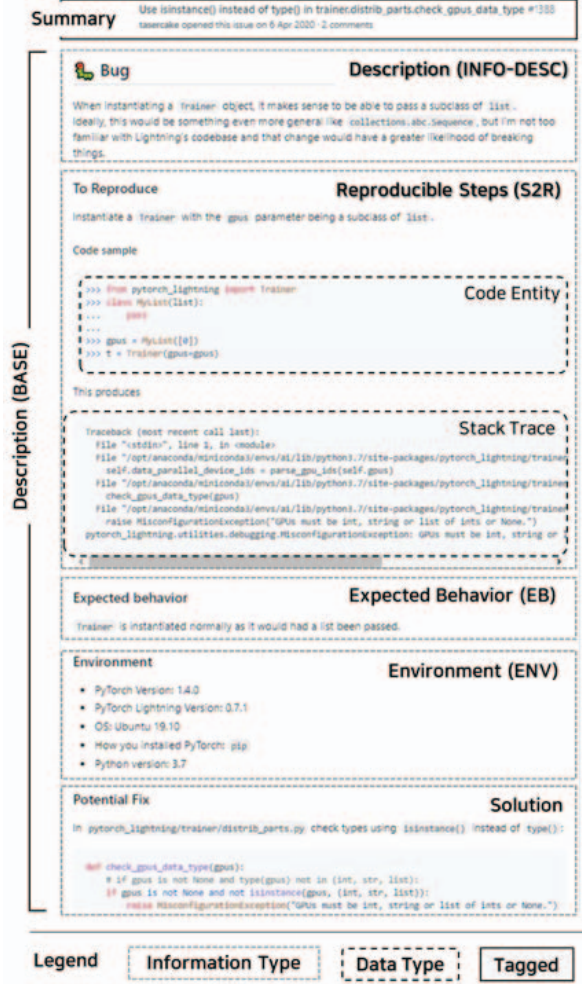 Summary
Use isinstance() instead of type() in trainer.distrib_parts.check_gpus_data_type #1388
tasercake opened this issue on 6 Apr 2020 · 2 comments
Description (BASE)
Bug
Description (INFO-DESC)
When instantiating a Trainer object, it makes sense to be able to pass a subclass of list.
Ideally, this would be something even more general like collections.abc.Sequence, but I'm not too
familiar with Lightning's codebase and that change would have a greater likelihood of breaking
things.
To Reproduce
Reproducible Steps (S2R)
Instantiate a Trainer with the gpus parameter being a subclass of list.
Code sample
Code Entity
>>> from pytorch_lightning import Trainer
>>> class MyList(list):
... pass
...
>>> gpus = MyList([0])
>>> t = Trainer(gpus=gpus)
This produces
Stack Trace
Traceback (most recent call last):
File "<stdin>", line 1, in <module>
File "/opt/anaconda/miniconda3/envs/ai/lib/python3.7/site-packages/pytorch_lightning/traine
self.data_parallel_device_ids = parse_gpu_ids(self.gpus)
File "/opt/anaconda/miniconda3/envs/ai/lib/python3.7/site-packages/pytorch_lightning/traine
check_gpus_data_type(gpus)
File "/opt/anaconda/miniconda3/envs/ai/lib/python3.7/site-packages/pytorch_lightning/traine
raise MisconfigurationException("GPUs must be int, string or list of ints or None.")
pytorch_lightning.utilities.debugging.MisconfigurationException: GPUs must be int, string or
Expected behavior
Expected Behavior (EB)
Trainer is instantiated normally as it would had a list been passed.
Environment
Environment (ENV)
• PyTorch Version: 1.4.0
• PyTorch Lightning Version: 0.7.1
• OS: Ubuntu 19.10
• How you installed PyTorch: pip
• Python version: 3.7
Potential Fix
Solution
In pytorch_lightning/trainer/distrib_parts.py check types using isinstance() instead of type():
def check_gpus_data_type(gpus):
# if gpus is not None and type(gpus) not in (int, str, list):
if gpus is not None and not isinstance(gpus, (int, str, list)):
raise MisconfigurationException("GPUs must be int, string or list of ints or None.")
Legend
Information Type
Data Type
Tagged